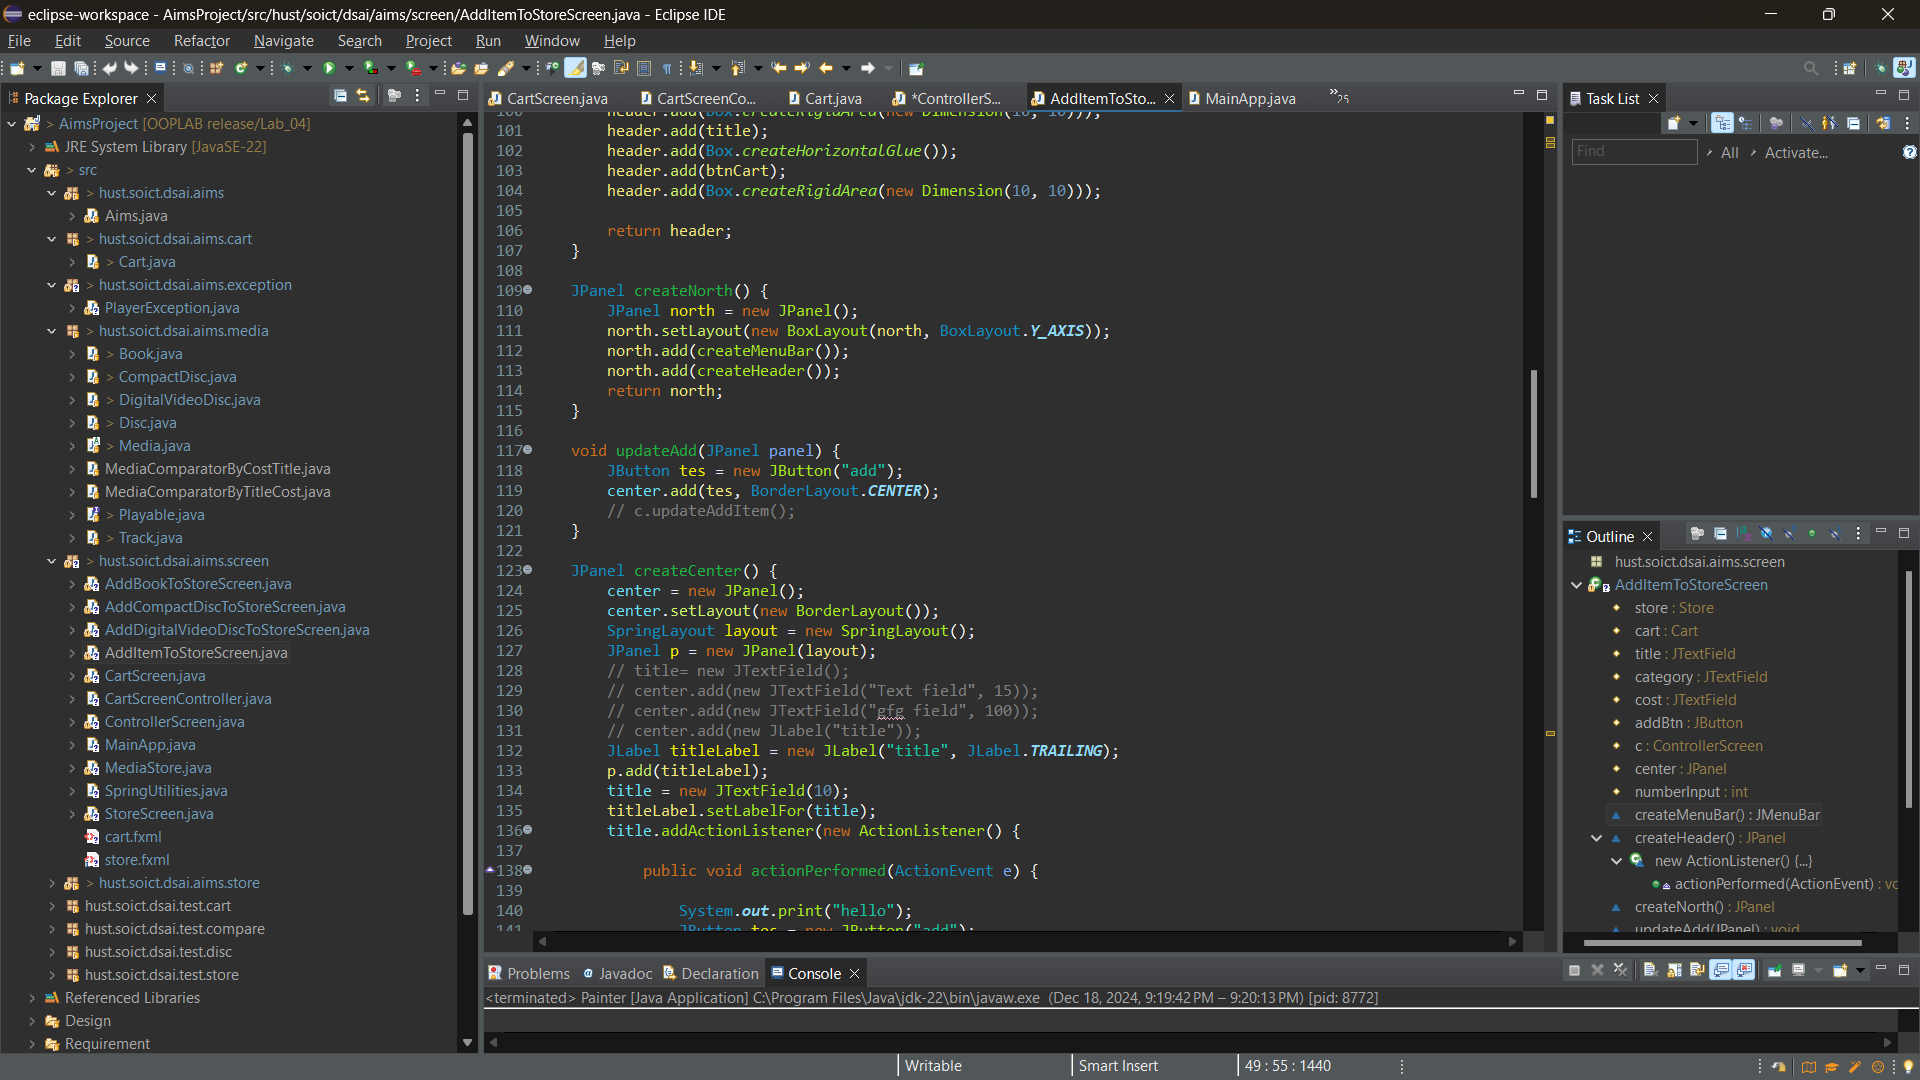 eclipse-workspace - AimsProject/src/hust/soict/dsai/aims/screen/AddItemToStoreScreen.java - Eclipse IDE
File Edit Source Refactor Navigate Search Project Run Window Help
Package Explorer
> AimsProject [OOPLAB release/Lab_04]
JRE System Library [JavaSE-22]
> src
> hust.soict.dsai.aims
Aims.java
> hust.soict.dsai.aims.cart
> Cart.java
> hust.soict.dsai.aims.exception
PlayerException.java
> hust.soict.dsai.aims.media
> Book.java
> CompactDisc.java
> DigitalVideoDisc.java
> Disc.java
> Media.java
MediaComparatorByCostTitle.java
MediaComparatorByTitleCost.java
> Playable.java
> Track.java
> hust.soict.dsai.aims.screen
AddBookToStoreScreen.java
AddCompactDiscToStoreScreen.java
AddDigitalVideoDiscToStoreScreen.java
AddItemToStoreScreen.java
CartScreen.java
CartScreenController.java
ControllerScreen.java
MainApp.java
MediaStore.java
SpringUtilities.java
StoreScreen.java
cart.fxml
store.fxml
> hust.soict.dsai.aims.store
hust.soict.dsai.test.cart
hust.soict.dsai.test.compare
hust.soict.dsai.test.disc
hust.soict.dsai.test.store
Referenced Libraries
Design
Requirement
CartScreen.java CartScreenCo... Cart.java *ControllerS... AddItemToSto... MainApp.java »25
100 header.add(Box.createRigidArea(new Dimension(10, 10)));
101 header.add(title);
102 header.add(Box.createHorizontalGlue());
103 header.add(btnCart);
104 header.add(Box.createRigidArea(new Dimension(10, 10)));
105
106 return header;
107 }
108
109 JPanel createNorth() {
110 JPanel north = new JPanel();
111 north.setLayout(new BoxLayout(north, BoxLayout.Y_AXIS));
112 north.add(createMenuBar());
113 north.add(createHeader());
114 return north;
115 }
116
117 void updateAdd(JPanel panel) {
118 JButton tes = new JButton("add");
119 center.add(tes, BorderLayout.CENTER);
120 // c.updateAddItem();
121 }
122
123 JPanel createCenter() {
124 center = new JPanel();
125 center.setLayout(new BorderLayout());
126 SpringLayout layout = new SpringLayout();
127 JPanel p = new JPanel(layout);
128 // title= new JTextField();
129 // center.add(new JTextField("Text field", 15));
130 // center.add(new JTextField("gfg field", 100));
131 // center.add(new JLabel("title"));
132 JLabel titleLabel = new JLabel("title", JLabel.TRAILING);
133 p.add(titleLabel);
134 title = new JTextField(10);
135 titleLabel.setLabelFor(title);
136 title.addActionListener(new ActionListener() {
137
138 public void actionPerformed(ActionEvent e) {
139
140 System.out.print("hello");
141 JButton tes = new JButton("add");
Task List
Find All Activate...
Outline
hust.soict.dsai.aims.screen
AddItemToStoreScreen
store : Store
cart : Cart
title : JTextField
category : JTextField
cost : JTextField
addBtn : JButton
c : ControllerScreen
center : JPanel
numberInput : int
createMenuBar() : JMenuBar
createHeader() : JPanel
new ActionListener() {...}
actionPerformed(ActionEvent) : vo
createNorth() : JPanel
updateAdd(JPanel) : void
Problems Javadoc Declaration Console
<terminated> Painter [Java Application] C:\Program Files\Java\jdk-22\bin\javaw.exe (Dec 18, 2024, 9:19:42 PM – 9:20:13 PM) [pid: 8772]
Writable Smart Insert 49 : 55 : 1440